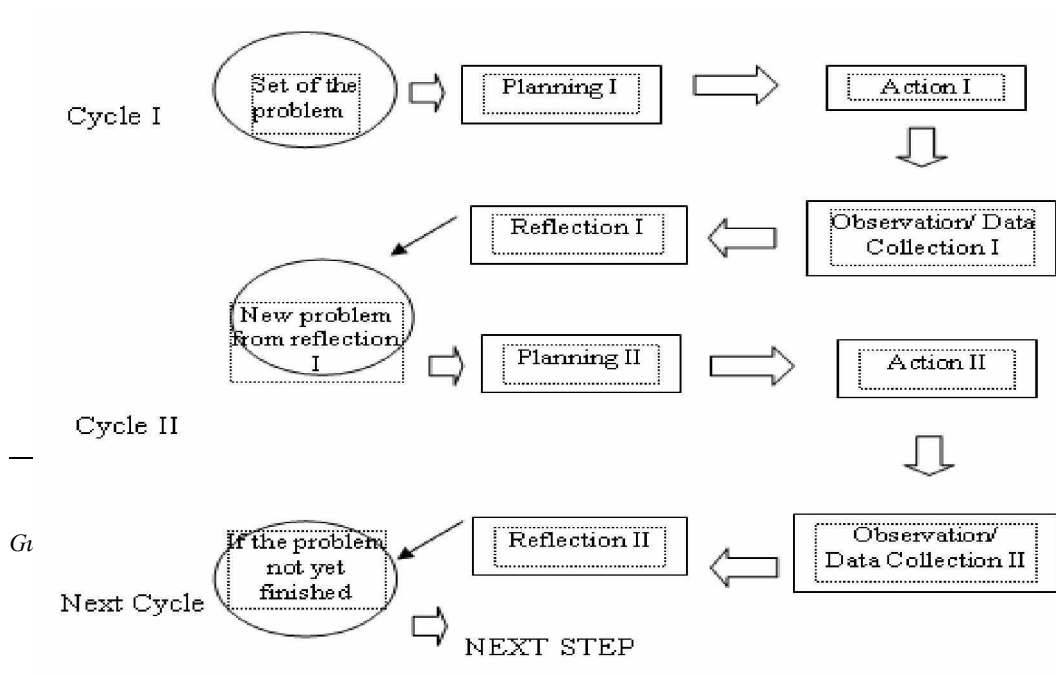 Set of the
problem
Planning I
Action I
Cycle I
Reflection I
Observation/ Data
Collection I
New problem
from reflection
I
Planning II
Action II
Cycle II
If the problem
not yet
finished
Reflection II
Observation/
Data Collection II
Next Cycle
NEXT STEP